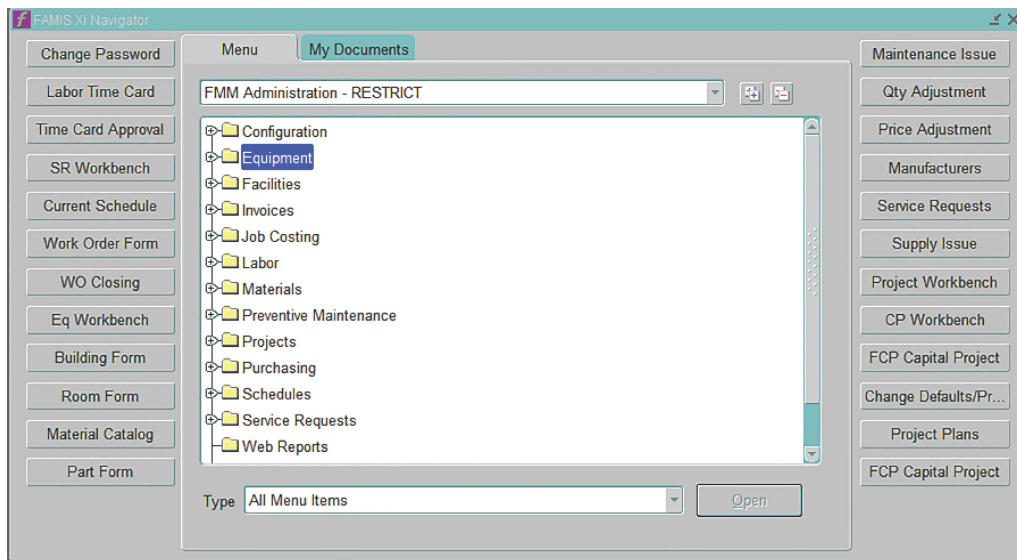 FAMIS Xi Navigator
Change Password
Labor Time Card
Time Card Approval
SR Workbench
Current Schedule
Work Order Form
WO Closing
Eq Workbench
Building Form
Room Form
Material Catalog
Part Form
Menu
My Documents
FMM Administration - RESTRICT
Configuration
Equipment
Facilities
Invoices
Job Costing
Labor
Materials
Preventive Maintenance
Projects
Purchasing
Schedules
Service Requests
Web Reports
Type
All Menu Items
Open
Maintenance Issue
Qty Adjustment
Price Adjustment
Manufacturers
Service Requests
Supply Issue
Project Workbench
CP Workbench
FCP Capital Project
Change Defaults/Pr...
Project Plans
FCP Capital Project